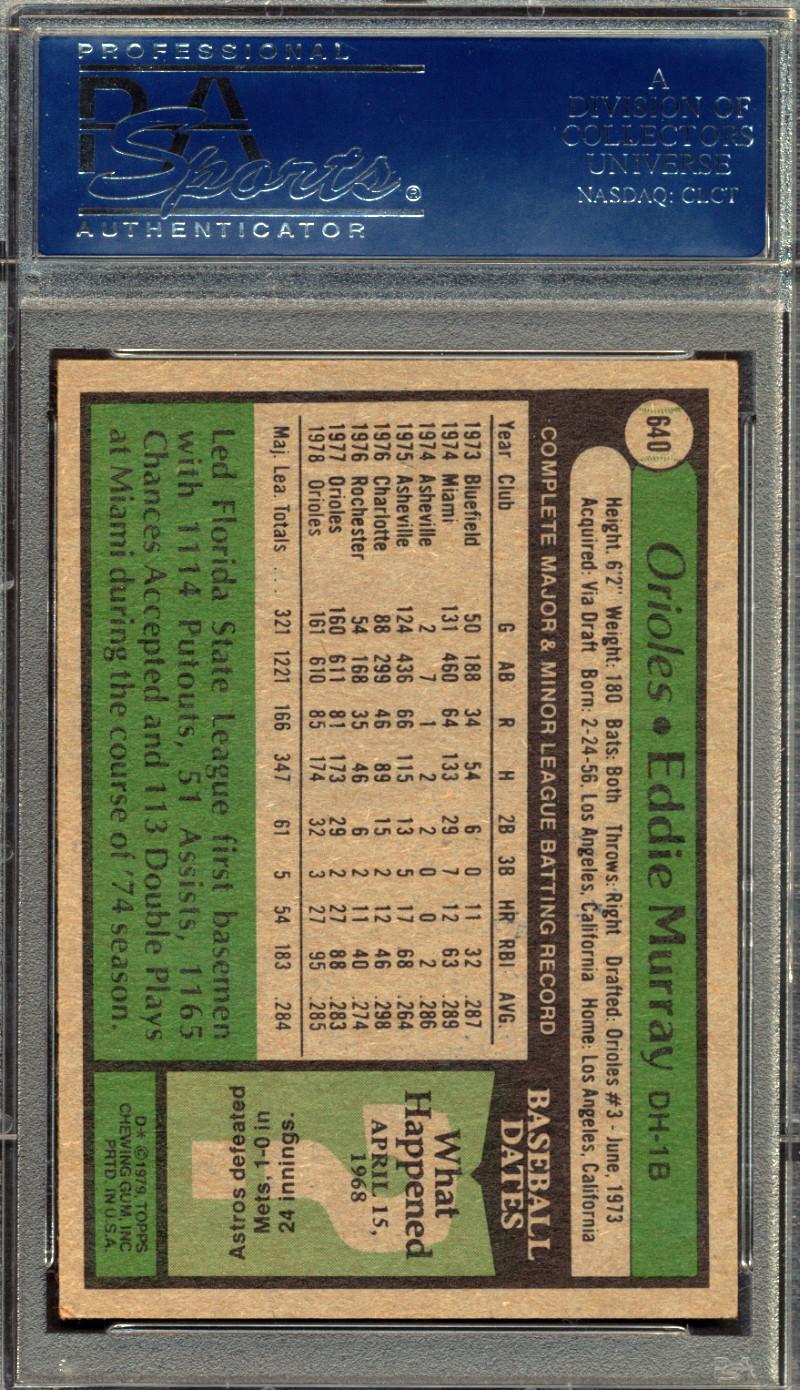 PROFESSIONAL
PSA
Sports®
AUTHENTICATOR
A
DIVISION OF
COLLECTORS
UNIVERSE
NASDAQ: CLCT
640
Orioles • Eddie Murray DH-1B
Height: 6'2" Weight: 180 Bats: Both Throws: Right Drafted: Orioles #3 - June, 1973
Acquired: Via Draft Born: 2-24-56, Los Angeles, California Home: Los Angeles, California
COMPLETE MAJOR & MINOR LEAGUE BATTING RECORD
Year Club G AB R H 2B 3B HR RBI AVG.
1973 Bluefield 50 188 34 54 6 0 11 32 .287
1974 Miami 131 460 64 133 29 7 12 63 .289
1974 Asheville 2 7 1 2 2 0 0 2 .286
1975 Asheville 124 436 66 115 13 5 17 68 .264
1976 Charlotte 88 299 46 89 15 2 12 46 .298
1976 Rochester 54 168 35 46 6 2 11 40 .274
1977 Orioles 160 611 81 173 29 2 27 88 .283
1978 Orioles 161 610 85 174 32 3 27 95 .285
Maj. Lea. Totals . . . 321 1221 166 347 61 5 54 183 .284
Led Florida State League first basemen
with 1114 Putouts, 51 Assists, 1165
Chances Accepted and 113 Double Plays
at Miami during the course of '74 season.
BASEBALL
DATES
What
Happened
APRIL 15,
1968
Astros defeated
Mets, 1-0 in
24 innings.
D* ©1979, TOPPS
CHEWING GUM, INC
PRTD. IN U.S.A.